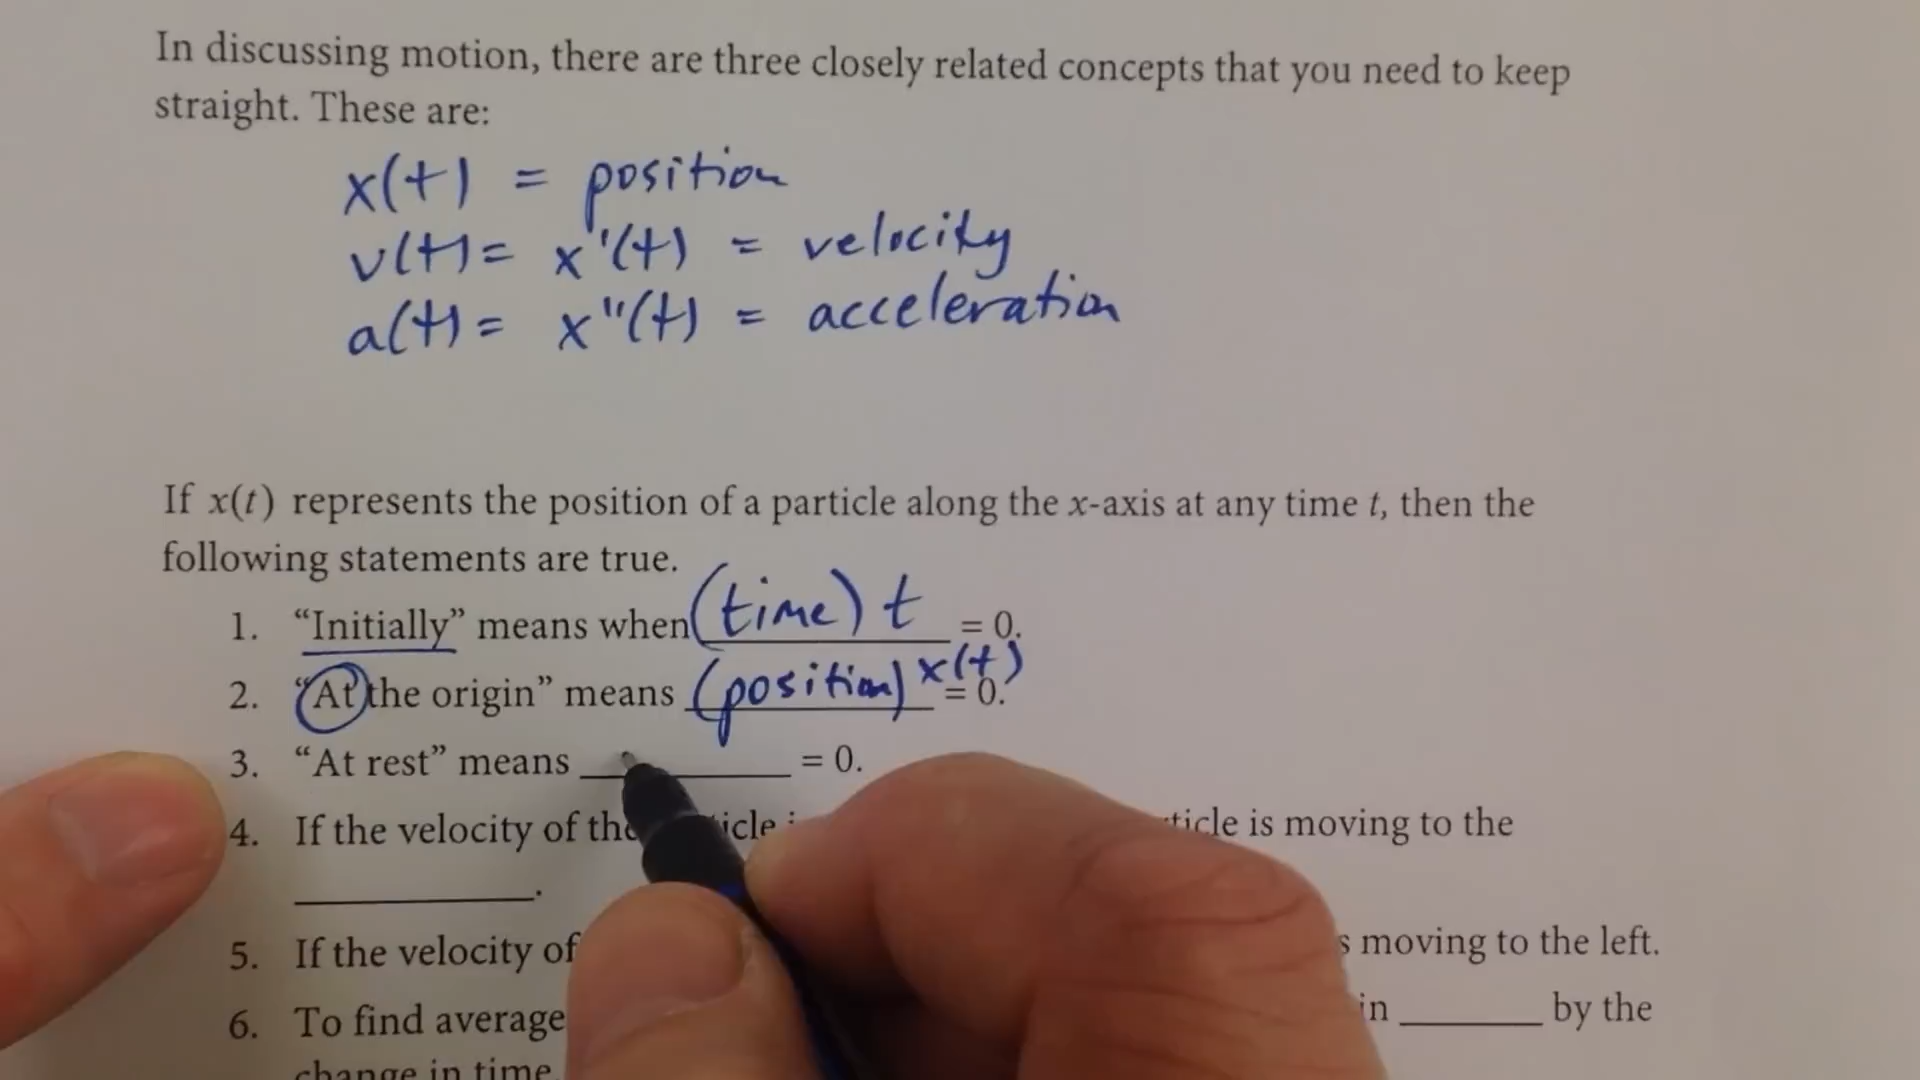 In discussing motion, there are three closely related concepts that you need to keep
straight. These are:
x(t) = position
v(t) = x'(t) = velocity
a(t) = x"(t) = acceleration
If x(t) represents the position of a particle along the x-axis at any time t, then the
following statements are true.
1. “Initially” means when (time) t = 0.
2. “At the origin” means (position) x(t) = 0.
3. “At rest” means ________ = 0.
4. If the velocity of the is moving to the
________.
5. If the velocity of moving to the left.
6. To find average in ______ by the
change in time.